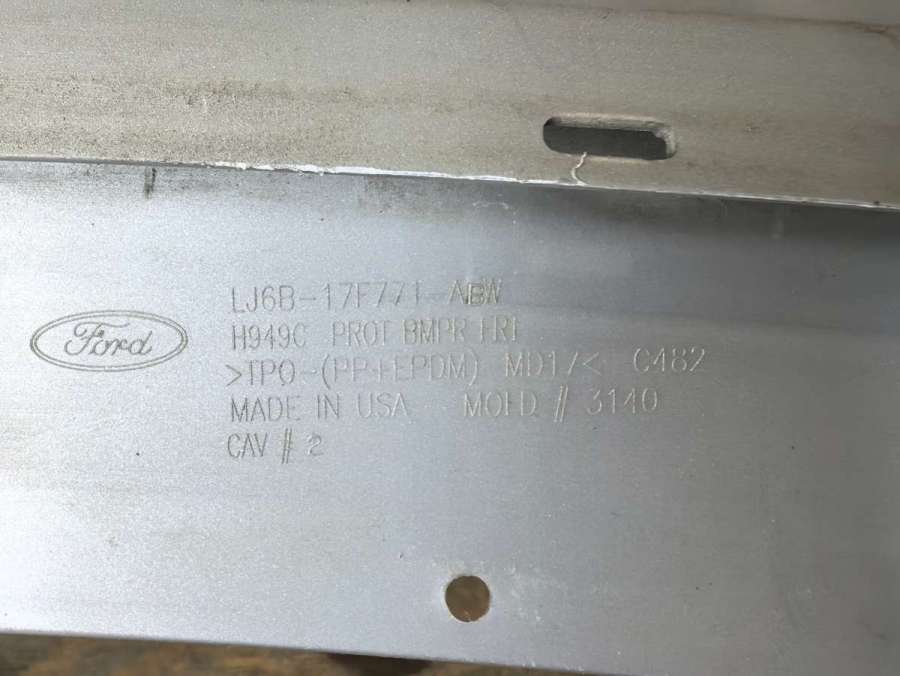 Ford
LJ6B-17F771-ABW
H949C PROT BMPR FRT
>TPO-(PP+EPDM) MD17< C482
MADE IN USA MOLD # 3140
CAV # 2